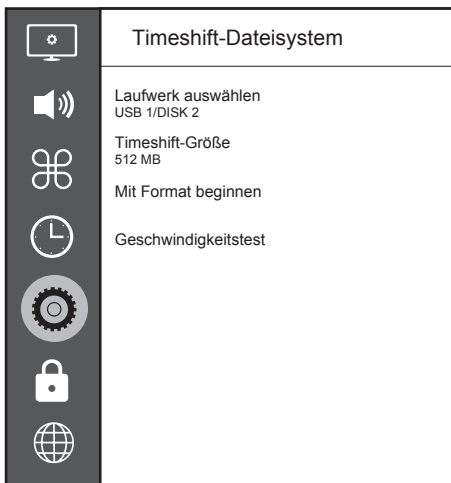 Timeshift-Dateisystem
Laufwerk auswählen
USB 1/DISK 2
Timeshift-Größe
512 MB
Mit Format beginnen
Geschwindigkeitstest